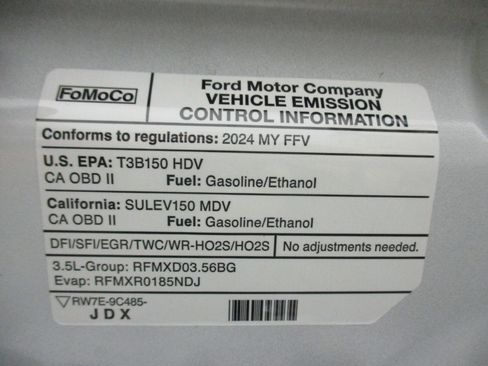 FoMoCo
Ford Motor Company
VEHICLE EMISSION
CONTROL INFORMATION
Conforms to regulations: 2024 MY FFV
U.S. EPA: T3B150 HDV
CA OBD II Fuel: Gasoline/Ethanol
California: SULEV150 MDV
CA OBD II Fuel: Gasoline/Ethanol
DFI/SFI/EGR/TWC/WR-HO2S/HO2S No adjustments needed.
3.5L-Group: RFMXD03.56BG
Evap: RFMXR0185NDJ
RW7E-9C485-
JDX